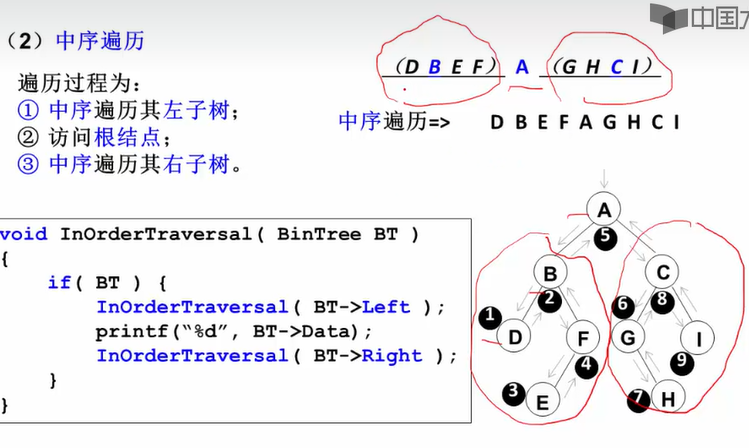 中国大
（2）中序遍历
（D B E F） A （G H C I）
遍历过程为:
① 中序遍历其左子树;
② 访问根结点;
③ 中序遍历其右子树。
中序遍历=> D B E F A G H C I
void InOrderTraversal( BinTree BT )
{
if( BT ) {
InOrderTraversal( BT->Left );
printf(“%d”, BT->Data);
InOrderTraversal( BT->Right );
}
}
A
5
B
C
1
2
6
8
D
F
G
I
3
4
9
E
7
H